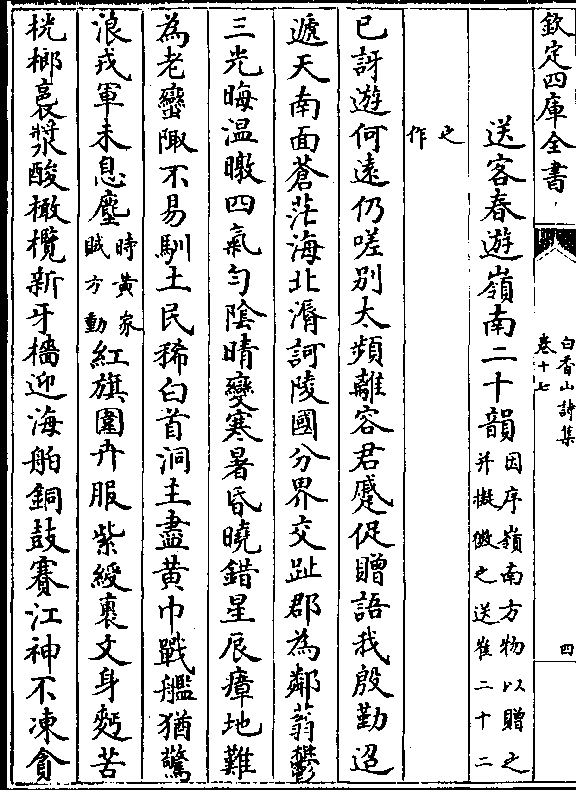 欽定四庫全書
白香山詩集
卷十七
四
送客春遊嶺南二十韻
因序嶺南方物以贈之
并擬微之送崔二十二
之
作
已訝遊何遠仍嗟別太頻離容君蹙促贈語我殷勤迢
遞天南面蒼茫海北漘訶陵國分界交趾郡為鄰蓊鬱
三光晦温暾四氣勻陰晴變寒暑昏曉錯星辰瘴地難
為老蠻陬不易馴土民稀白首洞主盡黃巾戰艦猶驚
浪戎軍未息塵時黃家賊方動紅旗圍卉服紫綬裹文身麫苦
桄榔裛漿酸橄欖新牙檣迎海舶銅鼓賽江神不凍貪